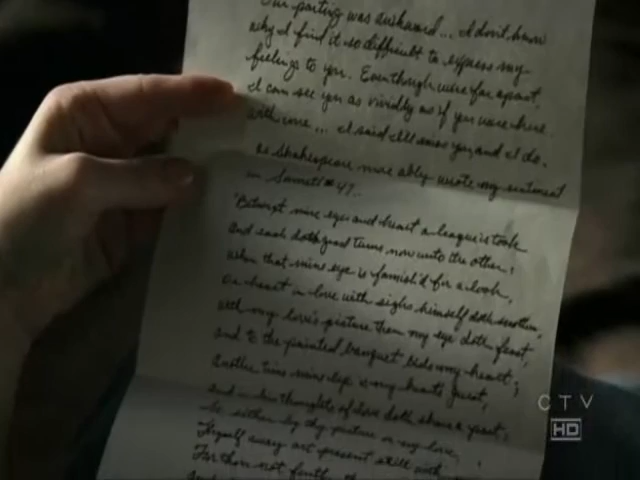 Our parting was awkward... I don't know
why I find it so difficult to express my
feelings to you. Even though we're far apart,
I can see you as vividly as if you were here
with me... I said I'll miss you and I do.
As Shakespeare more ably wrote my sentiment
in Sonnet #47.
"Betwixt mine eye and heart a league is took
And each doth good turns now unto the other;
When that mine eye is famish'd for a look,
Or heart in love with sighs himself doth smother,
With my love's picture then my eye doth feast,
And to the painted banquet bids my heart;
Another time mine eye is my heart's guest,
And in his thoughts of love doth share a part;
So either by thy picture or my love,
Thyself away art present still with
For thou not
CTV
HD